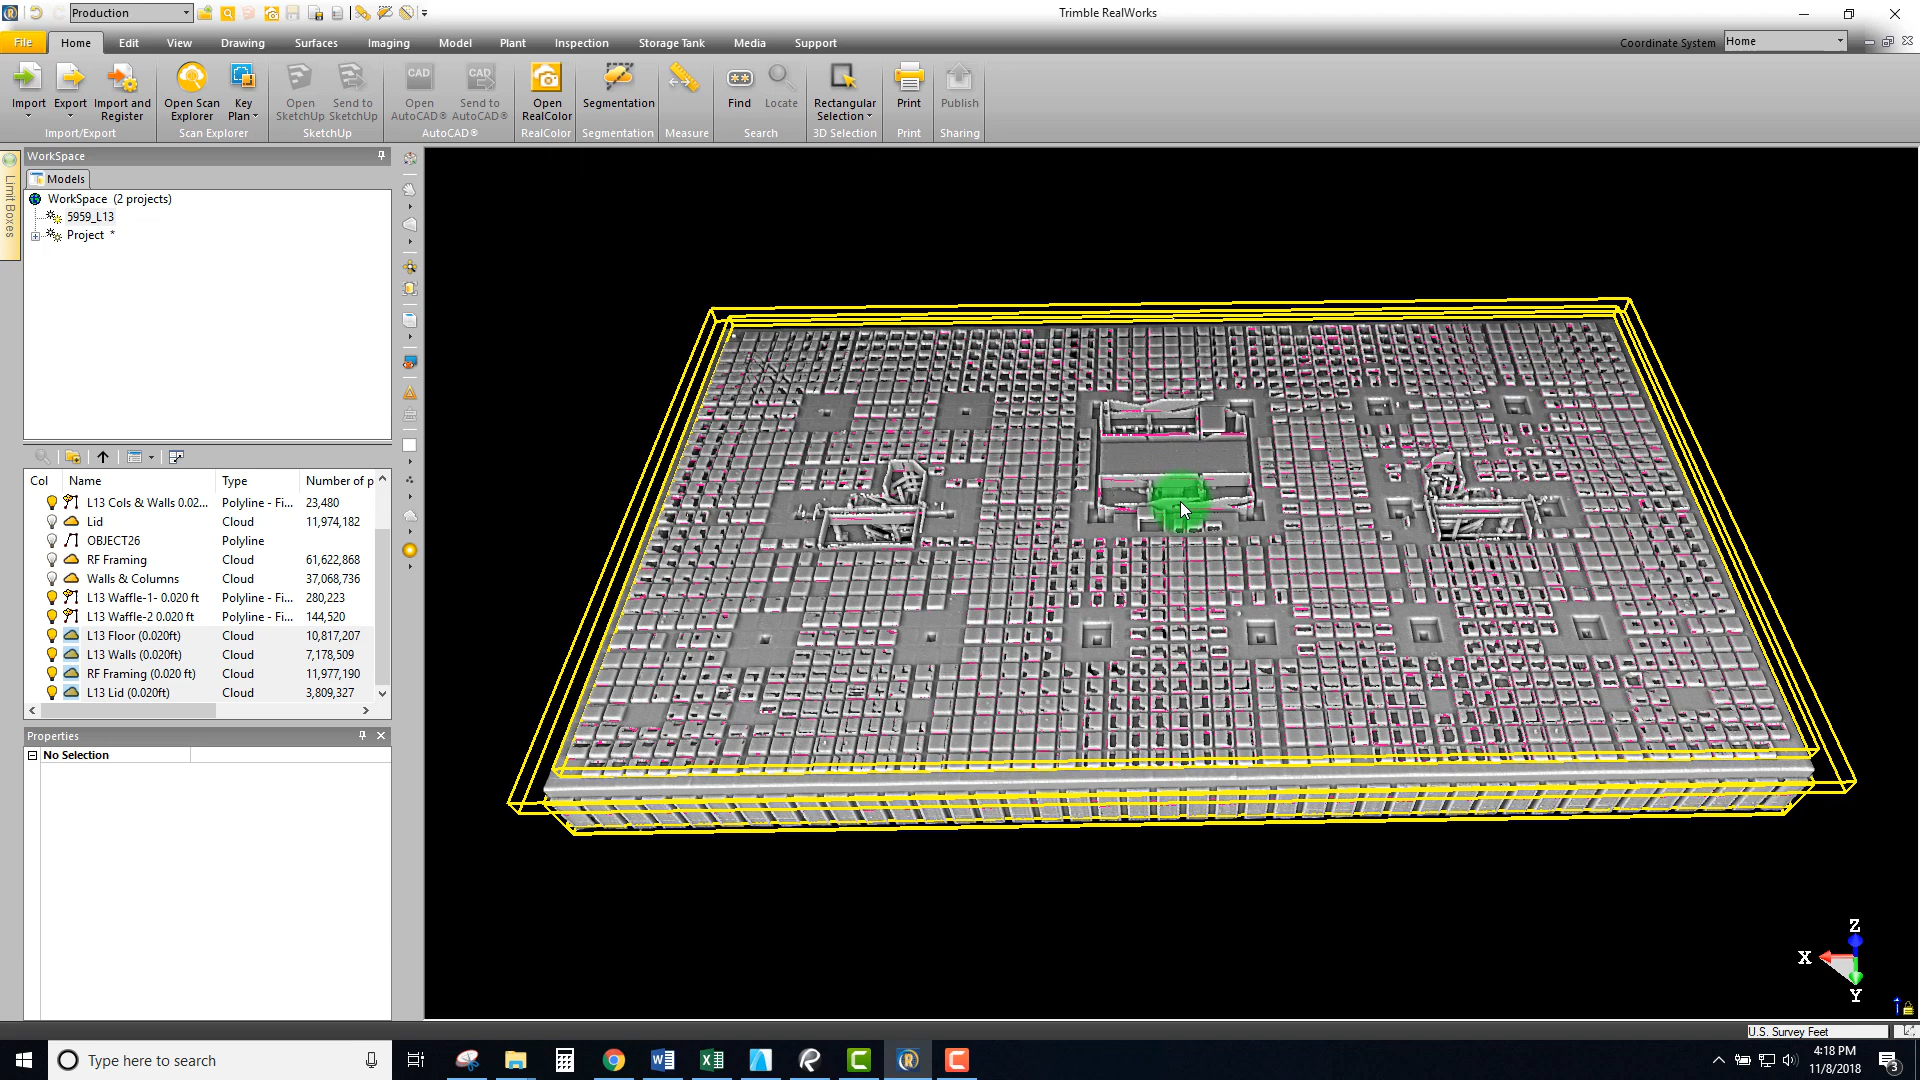 Production
Trimble RealWorks
File Home Edit View Drawing Surfaces Imaging Model Plant Inspection Storage Tank Media Support
Coordinate System Home
Import Export Import and Register
Open Scan Explorer Key Plan
Open SketchUp Send to SketchUp
CAD Open AutoCAD® CAD Send to AutoCAD®
Open RealColor
Segmentation
Find Locate
Rectangular Selection
Print
Publish
Import/Export Scan Explorer SketchUp AutoCAD® RealColor Segmentation Measure Search 3D Selection Print Sharing
Limit Boxes
WorkSpace
Models
WorkSpace (2 projects)
5959_L13
Project *
Col Name Type Number of p
L13 Cols & Walls 0.02... Polyline - Fi... 23,480
Lid Cloud 11,974,182
OBJECT26 Polyline
RF Framing Cloud 61,622,868
Walls & Columns Cloud 37,068,736
L13 Waffle-1- 0.020 ft Polyline - Fi... 280,223
L13 Waffle-2 0.020 ft Polyline - Fi... 144,520
L13 Floor (0.020ft) Cloud 10,817,207
L13 Walls (0.020ft) Cloud 7,178,509
RF Framing (0.020 ft) Cloud 11,977,190
L13 Lid (0.020ft) Cloud 3,809,327
Properties
No Selection
Z
X
Y
U.S. Survey Feet
Type here to search
4:18 PM
11/8/2018
3